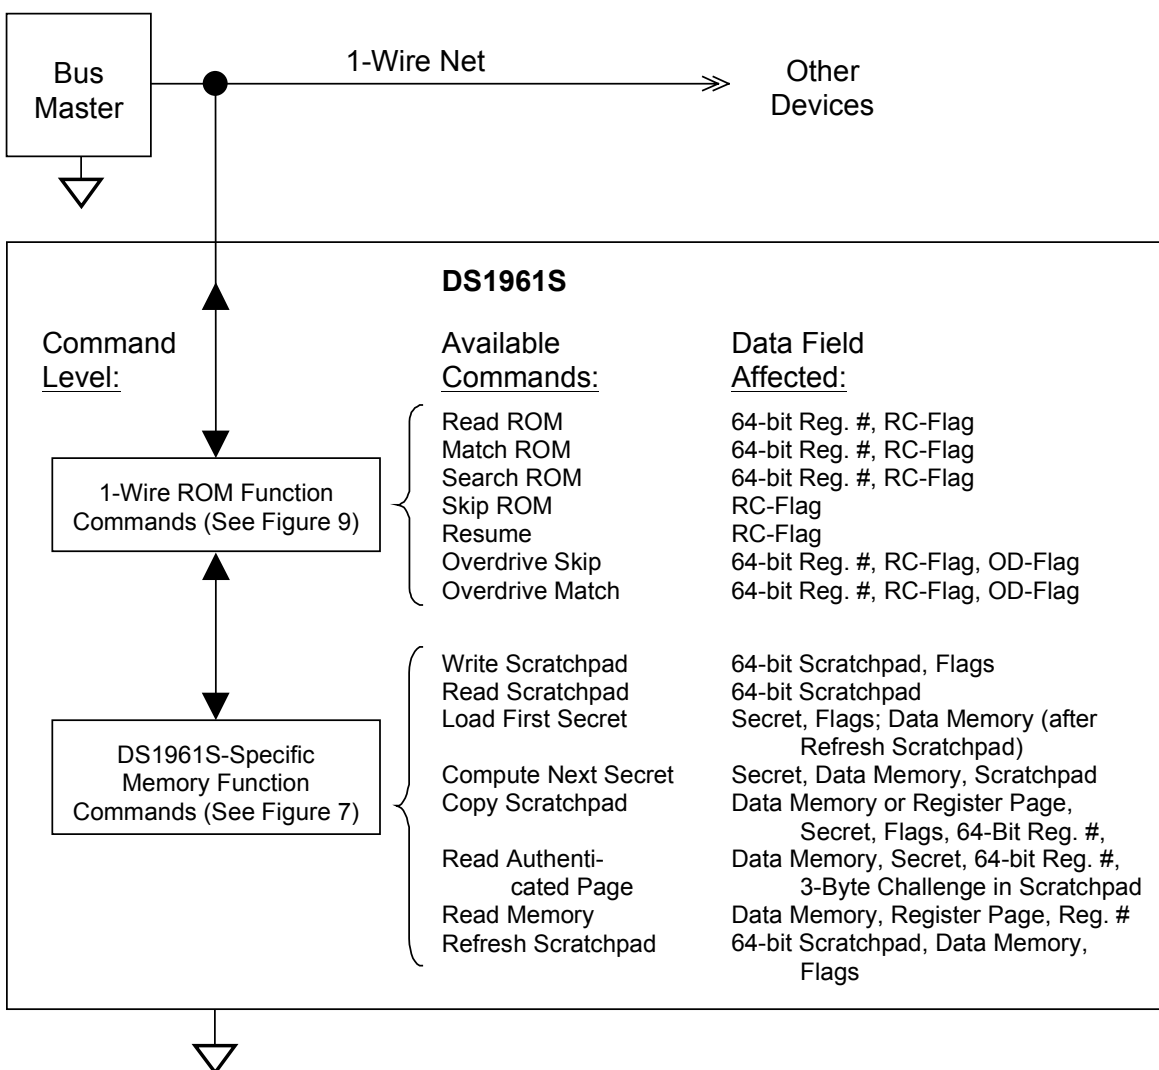 Bus
Master
1-Wire Net
Other
Devices
DS1961S
Command
Level:
Available
Commands:
Data Field
Affected:
1-Wire ROM Function
Commands (See Figure 9)
Read ROM 64-bit Reg. #, RC-Flag
Match ROM 64-bit Reg. #, RC-Flag
Search ROM 64-bit Reg. #, RC-Flag
Skip ROM RC-Flag
Resume RC-Flag
Overdrive Skip 64-bit Reg. #, RC-Flag, OD-Flag
Overdrive Match 64-bit Reg. #, RC-Flag, OD-Flag
DS1961S-Specific
Memory Function
Commands (See Figure 7)
Write Scratchpad 64-bit Scratchpad, Flags
Read Scratchpad 64-bit Scratchpad
Load First Secret Secret, Flags; Data Memory (after
Refresh Scratchpad)
Compute Next Secret Secret, Data Memory, Scratchpad
Copy Scratchpad Data Memory or Register Page,
Secret, Flags, 64-Bit Reg. #,
Read Authenti- Data Memory, Secret, 64-bit Reg. #,
cated Page 3-Byte Challenge in Scratchpad
Read Memory Data Memory, Register Page, Reg. #
Refresh Scratchpad 64-bit Scratchpad, Data Memory,
Flags